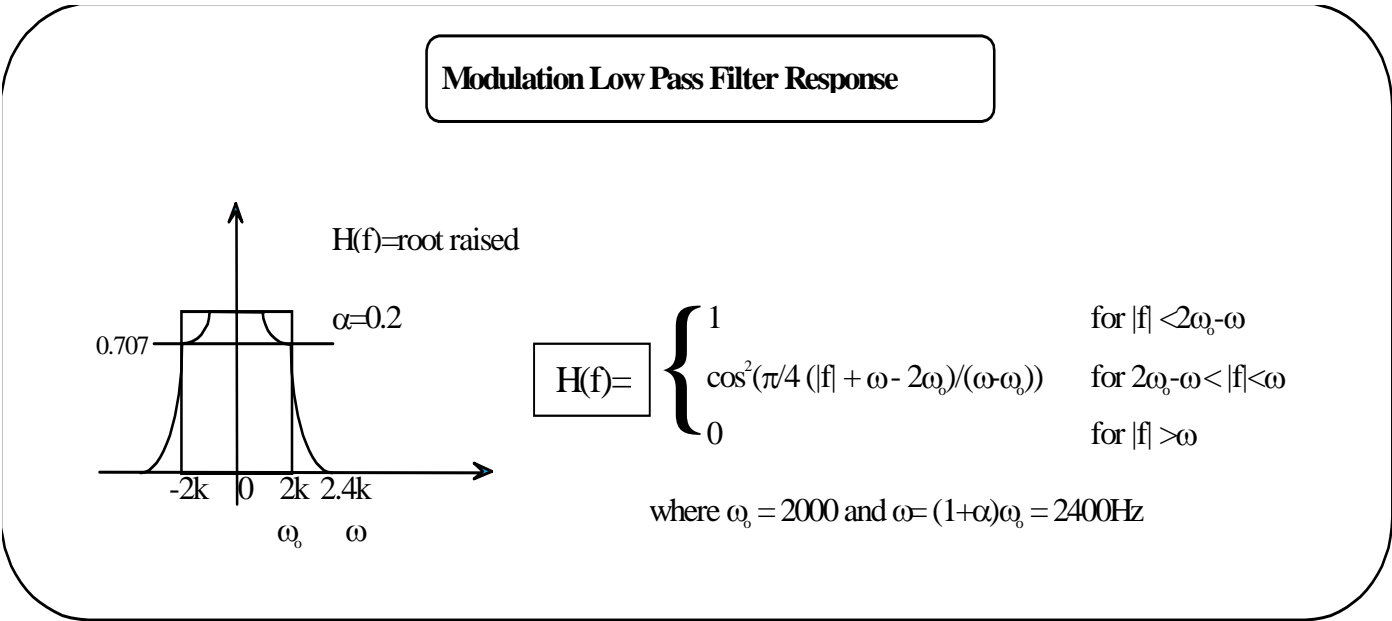 Modulation Low Pass Filter Response
H(f)=root raised
α=0.2
0.707
-2k 0 2k 2.4k
ωₒ ω
H(f)=
{
1 for |f| <2ωₒ-ω
cos²(π/4 (|f| + ω - 2ωₒ)/(ω-ωₒ)) for 2ωₒ-ω< |f|<ω
0 for |f| >ω
where ωₒ = 2000 and ω= (1+α)ωₒ = 2400Hz